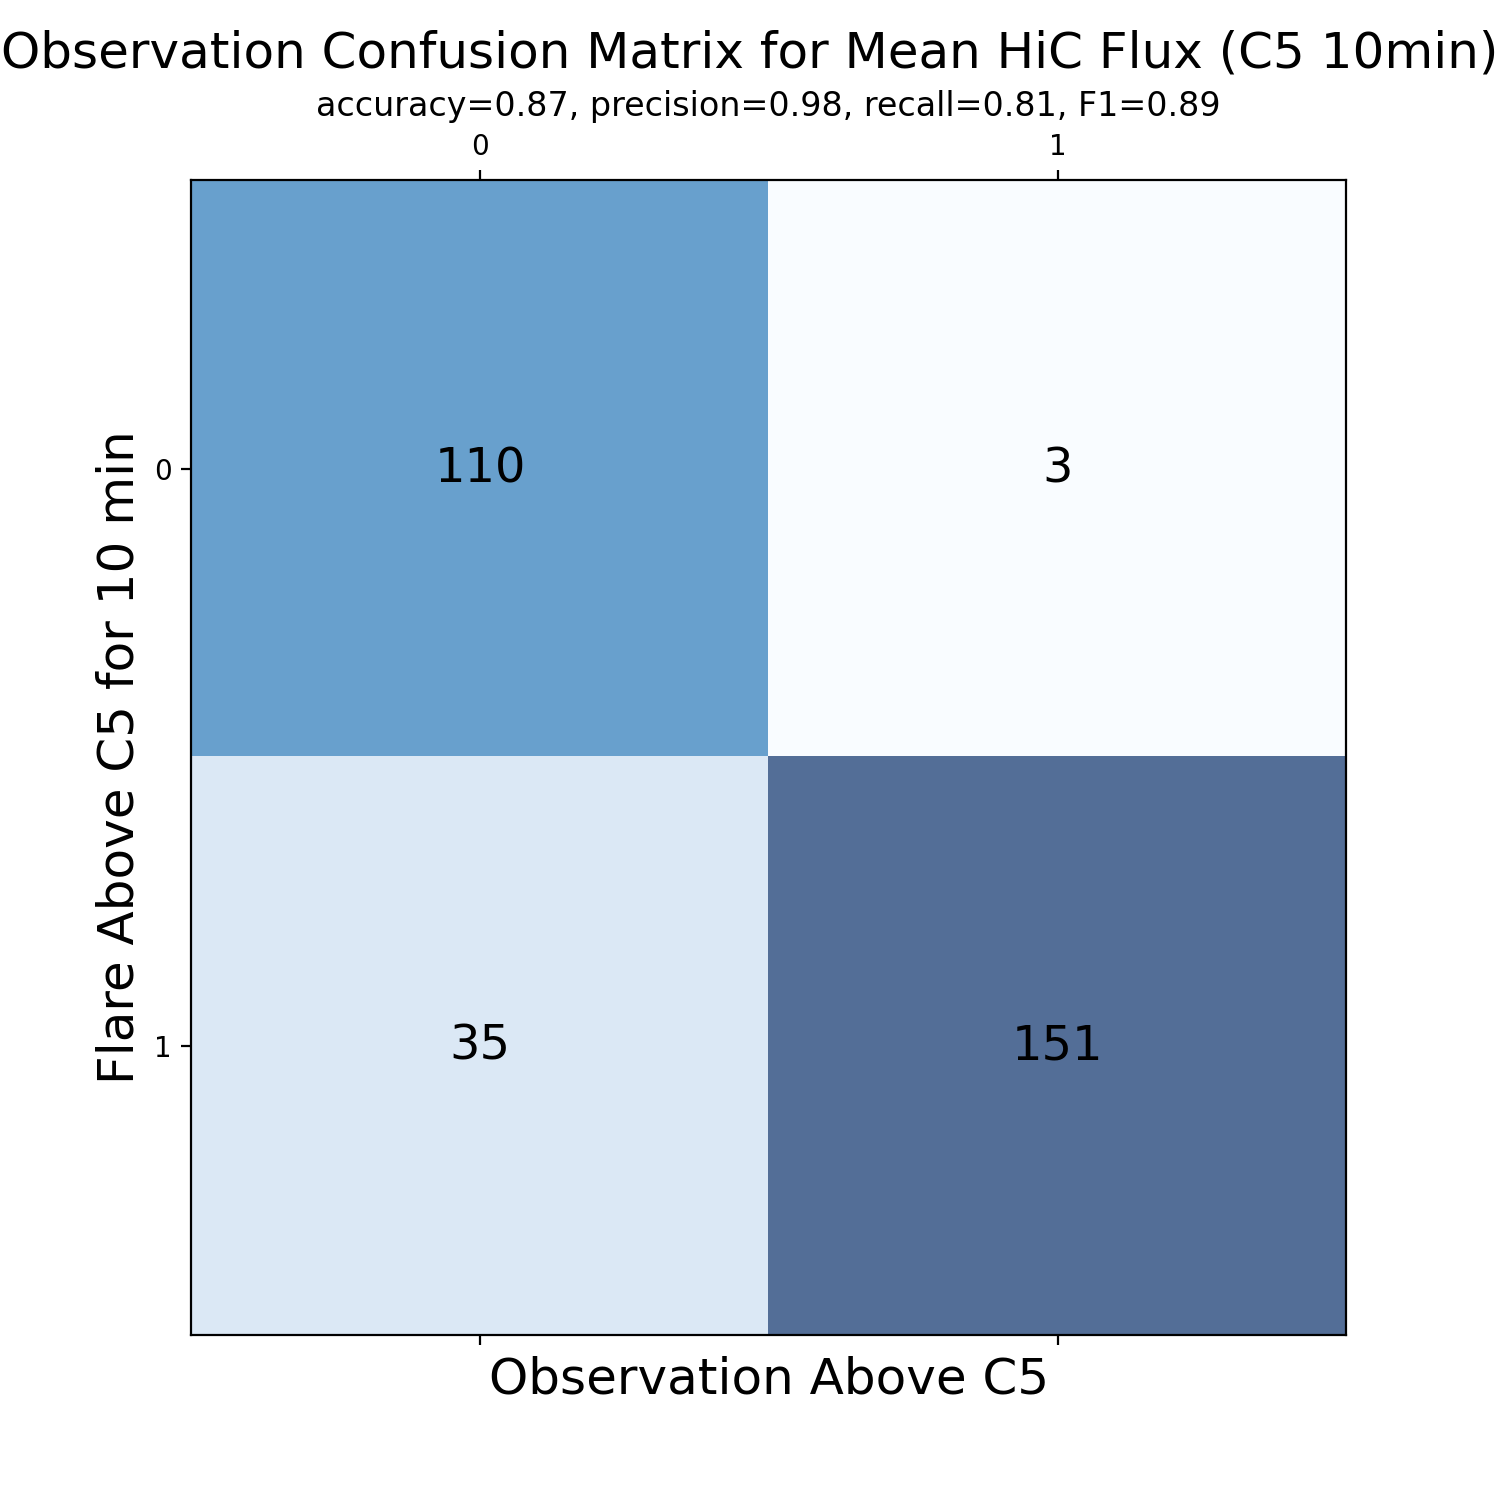 Observation Confusion Matrix for Mean HiC Flux (C5 10min)
accuracy=0.87, precision=0.98, recall=0.81, F1=0.89
0 1
0 110 3
Flare Above C5 for 10 min
1 35 151
Observation Above C5